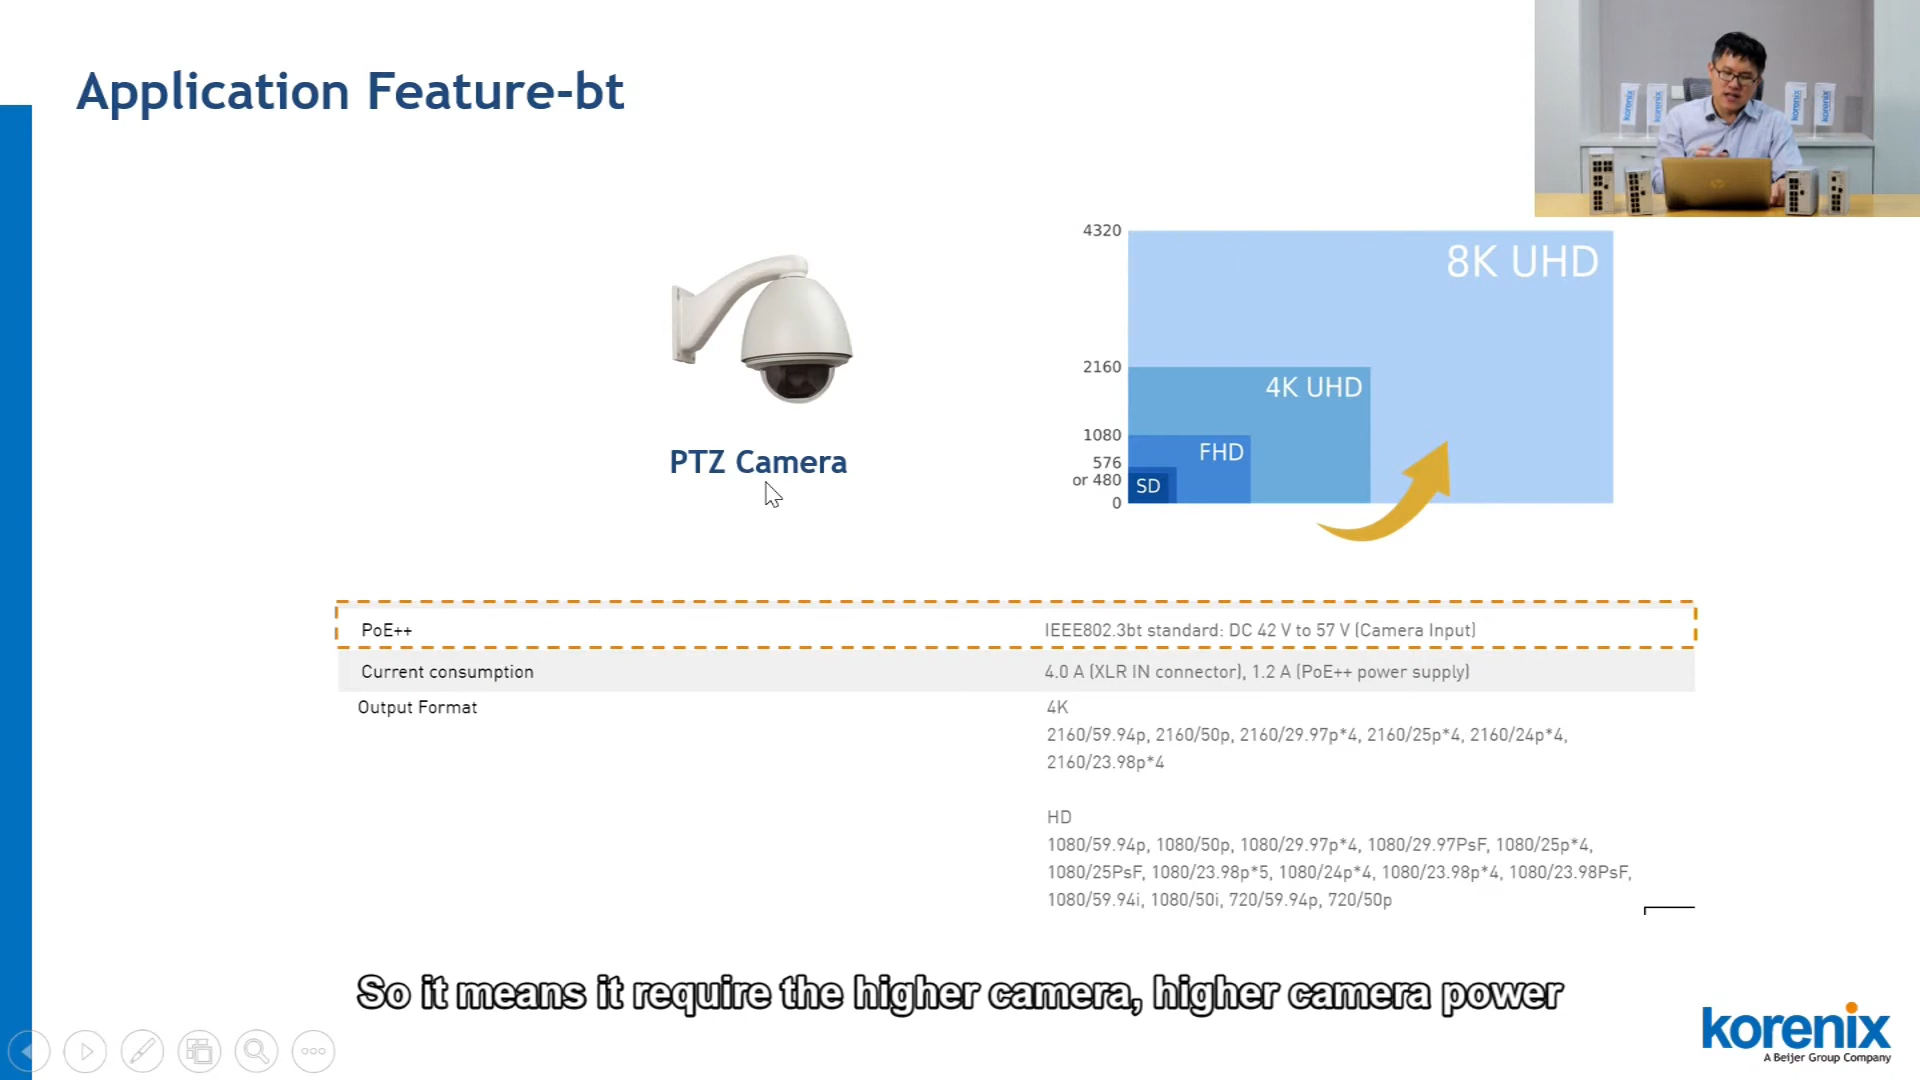 Application Feature-bt
korenix
korenix
korenix
korenix
4320
8K UHD
2160
4K UHD
1080
FHD
576
or 480
SD
0
PTZ Camera
PoE++ IEEE802.3bt standard: DC 42 V to 57 V (Camera Input)
Current consumption 4.0 A (XLR IN connector), 1.2 A (PoE++ power supply)
Output Format 4K
2160/59.94p, 2160/50p, 2160/29.97p*4, 2160/25p*4, 2160/24p*4,
2160/23.98p*4
HD
1080/59.94p, 1080/50p, 1080/29.97p*4, 1080/29.97PsF, 1080/25p*4,
1080/25PsF, 1080/23.98p*5, 1080/24p*4, 1080/23.98p*4, 1080/23.98PsF,
1080/59.94i, 1080/50i, 720/59.94p, 720/50p
So it means it require the higher camera, higher camera power
korenix
A Beijer Group Company